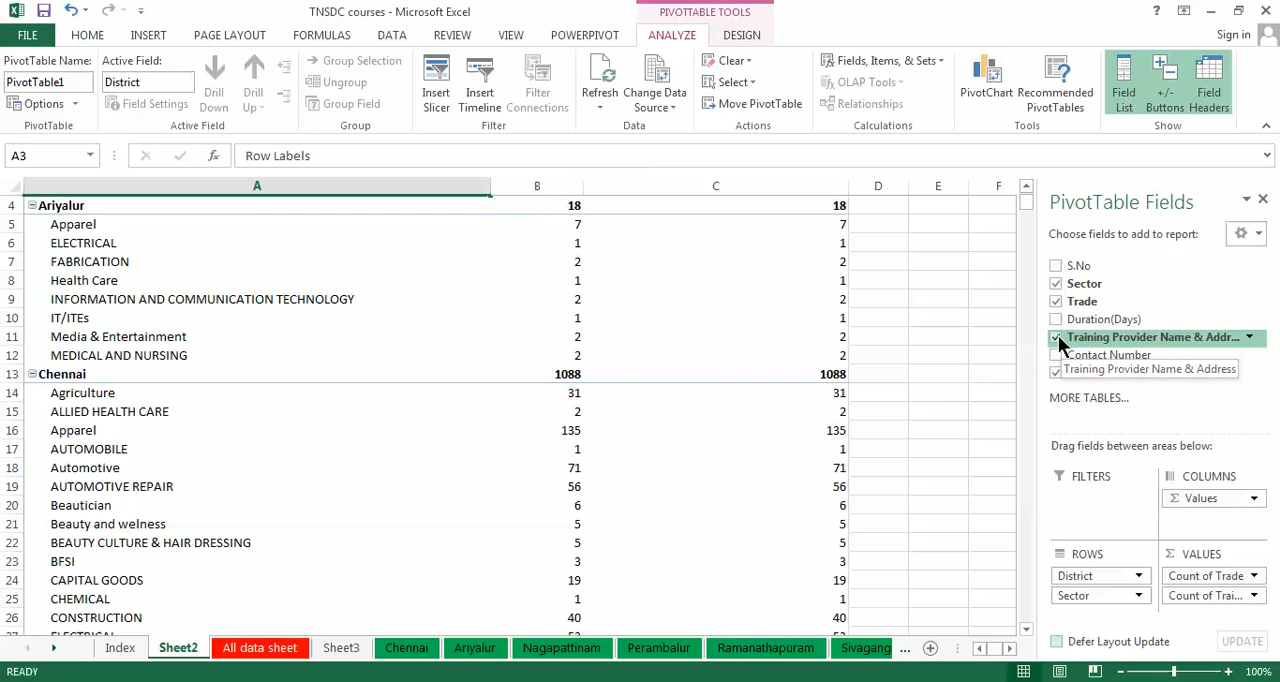 TNSDC courses - Microsoft Excel
PIVOTTABLE TOOLS
?
FILE HOME INSERT PAGE LAYOUT FORMULAS DATA REVIEW VIEW POWERPIVOT ANALYZE DESIGN Sign in
PivotTable Name:
PivotTable1
Options
PivotTable
Active Field:
District
Field Settings
Drill Down
Drill Up
Active Field
Group Selection
Ungroup
Group Field
Group
Insert Slicer
Insert Timeline
Filter Connections
Filter
Refresh
Change Data Source
Data
Clear
Select
Move PivotTable
Actions
Fields, Items, & Sets
OLAP Tools
Relationships
Calculations
PivotChart
Recommended PivotTables
Tools
Field List
+/- Buttons
Field Headers
Show
A3 fx Row Labels
A B C D E F
4 Ariyalur 18 18
5 Apparel 7 7
6 ELECTRICAL 1 1
7 FABRICATION 2 2
8 Health Care 1 1
9 INFORMATION AND COMMUNICATION TECHNOLOGY 2 2
10 IT/ITEs 1 1
11 Media & Entertainment 2 2
12 MEDICAL AND NURSING 2 2
13 Chennai 1088 1088
14 Agriculture 31 31
15 ALLIED HEALTH CARE 2 2
16 Apparel 135 135
17 AUTOMOBILE 1 1
18 Automotive 71 71
19 AUTOMOTIVE REPAIR 56 56
20 Beautician 6 6
21 Beauty and welness 5 5
22 BEAUTY CULTURE & HAIR DRESSING 5 5
23 BFSI 3 3
24 CAPITAL GOODS 19 19
25 CHEMICAL 1 1
26 CONSTRUCTION 40 40
PivotTable Fields
Choose fields to add to report:
S.No
Sector
Trade
Duration(Days)
Training Provider Name & Addr...
Contact Number
Training Provider Name & Address
MORE TABLES...
Drag fields between areas below:
FILTERS
COLUMNS
Σ Values
ROWS
District
Sector
Σ VALUES
Count of Trade
Count of Trai...
Defer Layout Update UPDATE
Index Sheet2 All data sheet Sheet3 Chennai Ariyalur Nagapattinam Perambalur Ramanathapuram Sivagang ...
READY
100%